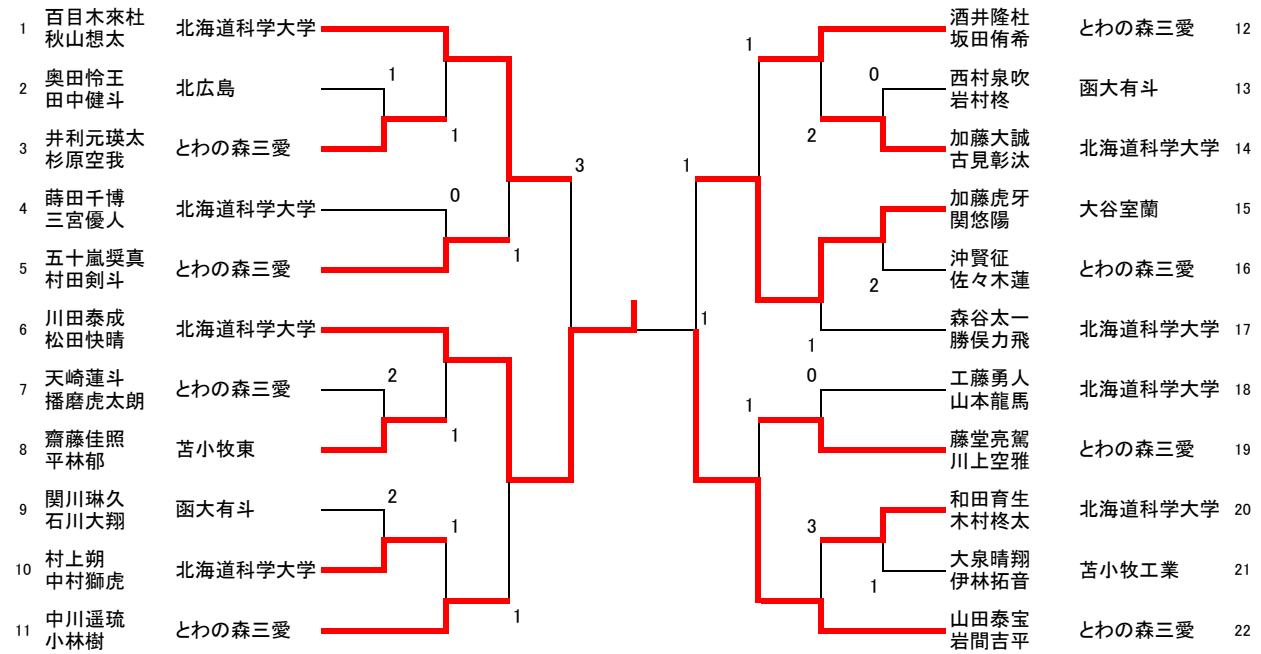 1 百目木來杜 北海道科学大学
秋山想太
2 奥田怜王 北広島 1
田中健斗
3 井利元瑛太 とわの森三愛 1
杉原空我
4 蒔田千博 北海道科学大学 0
三宮優人
5 五十嵐奨真 とわの森三愛 1
村田剣斗
6 川田泰成 北海道科学大学
松田快晴
7 天崎蓮斗 とわの森三愛 2
播磨虎太朗
8 齋藤佳照 苫小牧東 1
平林郁
9 関川琳久 函大有斗 2
石川大翔
10 村上朔 北海道科学大学 1
中村獅虎
11 中川遥琉 とわの森三愛 1
小林樹
3
1
1
1 酒井隆杜 とわの森三愛 12
坂田侑希
0 西村泉吹 函大有斗 13
岩村柊
2 加藤大誠 北海道科学大学 14
古見彰汰
加藤虎牙 大谷室蘭 15
関悠陽
2 沖賢征 とわの森三愛 16
佐々木蓮
1 森谷太一 北海道科学大学 17
勝俣力飛
0 工藤勇人 北海道科学大学 18
山本龍馬
1 藤堂亮駕 とわの森三愛 19
川上空雅
3 和田育生 北海道科学大学 20
木村柊太
1 大泉晴翔 苫小牧工業 21
伊林拓音
山田泰宝 とわの森三愛 22
岩間吉平